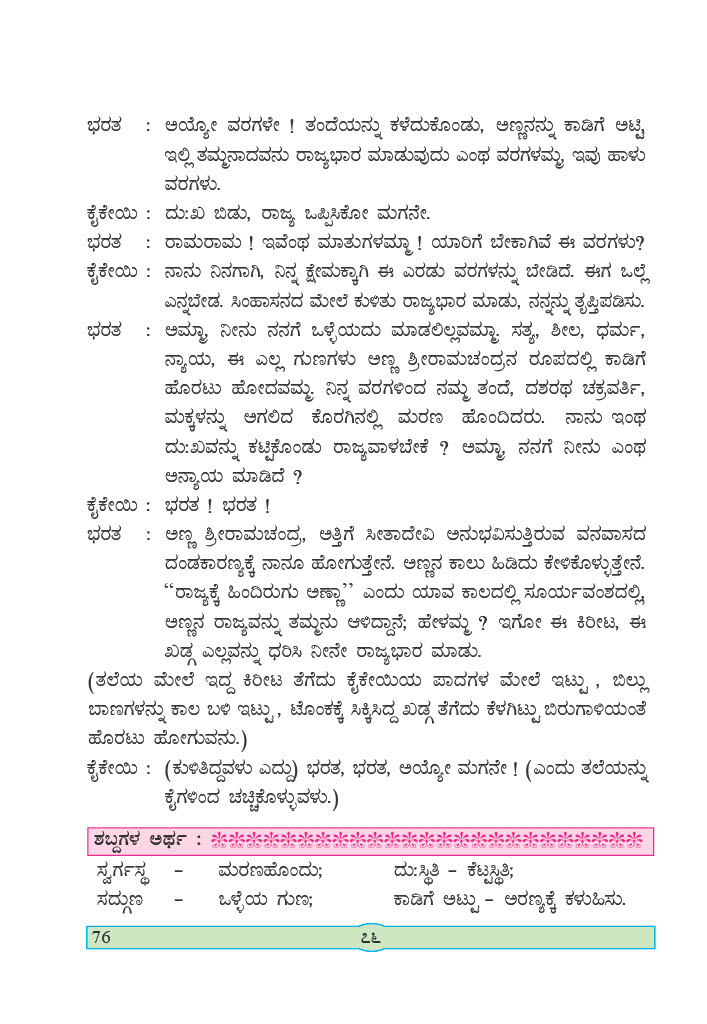 ಭರತ : ಅಯ್ಯೋ ವರಗಳೇ ! ತಂದೆಯನ್ನು ಕಳೆದುಕೊಂಡು, ಅಣ್ಣನನ್ನು ಕಾಡಿಗೆ ಅಟ್ಟಿ,
ಇಲ್ಲಿ ತಮ್ಮನಾದವನು ರಾಜ್ಯಭಾರ ಮಾಡುವುದು ಎಂಥ ವರಗಳಮ್ಮ, ಇವು ಹಾಳು
ವರಗಳು.
ಕೈಕೇಯಿ : ದು:ಖ ಬಿಡು, ರಾಜ್ಯ ಒಪ್ಪಿಸಿಕೋ ಮಗನೇ.
ಭರತ : ರಾಮರಾಮ ! ಇವೆಂಥ ಮಾತುಗಳಮ್ಮಾ ! ಯಾರಿಗೆ ಬೇಕಾಗಿವೆ ಈ ವರಗಳು?
ಕೈಕೇಯಿ : ನಾನು ನಿನಗಾಗಿ, ನಿನ್ನ ಕ್ಷೇಮಕ್ಕಾಗಿ ಈ ಎರಡು ವರಗಳನ್ನು ಬೇಡಿದೆ. ಈಗ ಒಲ್ಲೆ
ಎನ್ನಬೇಡ. ಸಿಂಹಾಸನದ ಮೇಲೆ ಕುಳಿತು ರಾಜ್ಯಭಾರ ಮಾಡು, ನನ್ನನ್ನು ತೃಪ್ತಿಪಡಿಸು.
ಭರತ : ಅಮ್ಮಾ, ನೀನು ನನಗೆ ಒಳ್ಳೆಯದು ಮಾಡಲಿಲ್ಲವಮ್ಮಾ. ಸತ್ಯ, ಶೀಲ, ಧರ್ಮ,
ನ್ಯಾಯ, ಈ ಎಲ್ಲ ಗುಣಗಳು ಅಣ್ಣ ಶ್ರೀರಾಮಚಂದ್ರನ ರೂಪದಲ್ಲಿ ಕಾಡಿಗೆ
ಹೊರಟು ಹೋದವಮ್ಮ. ನಿನ್ನ ವರಗಳಿಂದ ನಮ್ಮ ತಂದೆ, ದಶರಥ ಚಕ್ರವರ್ತಿ,
ಮಕ್ಕಳನ್ನು ಅಗಲಿದ ಕೊರಗಿನಲ್ಲಿ ಮರಣ ಹೊಂದಿದರು. ನಾನು ಇಂಥ
ದು:ಖವನ್ನು ಕಟ್ಟಿಕೊಂಡು ರಾಜ್ಯವಾಳಬೇಕೆ ? ಅಮ್ಮಾ, ನನಗೆ ನೀನು ಎಂಥ
ಅನ್ಯಾಯ ಮಾಡಿದೆ ?
ಕೈಕೇಯಿ : ಭರತ ! ಭರತ !
ಭರತ : ಅಣ್ಣ ಶ್ರೀರಾಮಚಂದ್ರ, ಅತ್ತಿಗೆ ಸೀತಾದೇವಿ ಅನುಭವಿಸುತ್ತಿರುವ ವನವಾಸದ
ದಂಡಕಾರಣ್ಯಕ್ಕೆ ನಾನೂ ಹೋಗುತ್ತೇನೆ. ಅಣ್ಣನ ಕಾಲು ಹಿಡಿದು ಕೇಳಿಕೊಳ್ಳುತ್ತೇನೆ.
“ರಾಜ್ಯಕ್ಕೆ ಹಿಂದಿರುಗು ಅಣ್ಣಾ” ಎಂದು ಯಾವ ಕಾಲದಲ್ಲಿ ಸೂರ್ಯವಂಶದಲ್ಲಿ,
ಅಣ್ಣನ ರಾಜ್ಯವನ್ನು ತಮ್ಮನು ಆಳಿದ್ದಾನೆ; ಹೇಳಮ್ಮ ? ಇಗೋ ಈ ಕಿರೀಟ, ಈ
ಖಡ್ಗ ಎಲ್ಲವನ್ನು ಧರಿಸಿ ನೀನೇ ರಾಜ್ಯಭಾರ ಮಾಡು.
(ತಲೆಯ ಮೇಲೆ ಇದ್ದ ಕಿರೀಟ ತೆಗೆದು ಕೈಕೇಯಿಯ ಪಾದಗಳ ಮೇಲೆ ಇಟ್ಟು , ಬಿಲ್ಲು
ಬಾಣಗಳನ್ನು ಕಾಲ ಬಳಿ ಇಟ್ಟು , ಟೊಂಕಕ್ಕೆ ಸಿಕ್ಕಿಸಿದ್ದ ಖಡ್ಗ ತೆಗೆದು ಕೆಳಗಿಟ್ಟು ಬಿರುಗಾಳಿಯಂತೆ
ಹೊರಟು ಹೋಗುವನು.)
ಕೈಕೇಯಿ : (ಕುಳಿತಿದ್ದವಳು ಎದ್ದು) ಭರತ, ಭರತ, ಅಯ್ಯೋ ಮಗನೇ ! (ಎಂದು ತಲೆಯನ್ನು
ಕೈಗಳಿಂದ ಚಚ್ಚಿಕೊಳ್ಳುವಳು.)
ಶಬ್ದಗಳ ಅರ್ಥ :
ಸ್ವರ್ಗಸ್ಥ – ಮರಣಹೊಂದು; ದು:ಸ್ಥಿತಿ – ಕೆಟ್ಟಸ್ಥಿತಿ;
ಸದ್ಗುಣ – ಒಳ್ಳೆಯ ಗುಣ; ಕಾಡಿಗೆ ಅಟ್ಟು – ಅರಣ್ಯಕ್ಕೆ ಕಳುಹಿಸು.
76 ೭೬